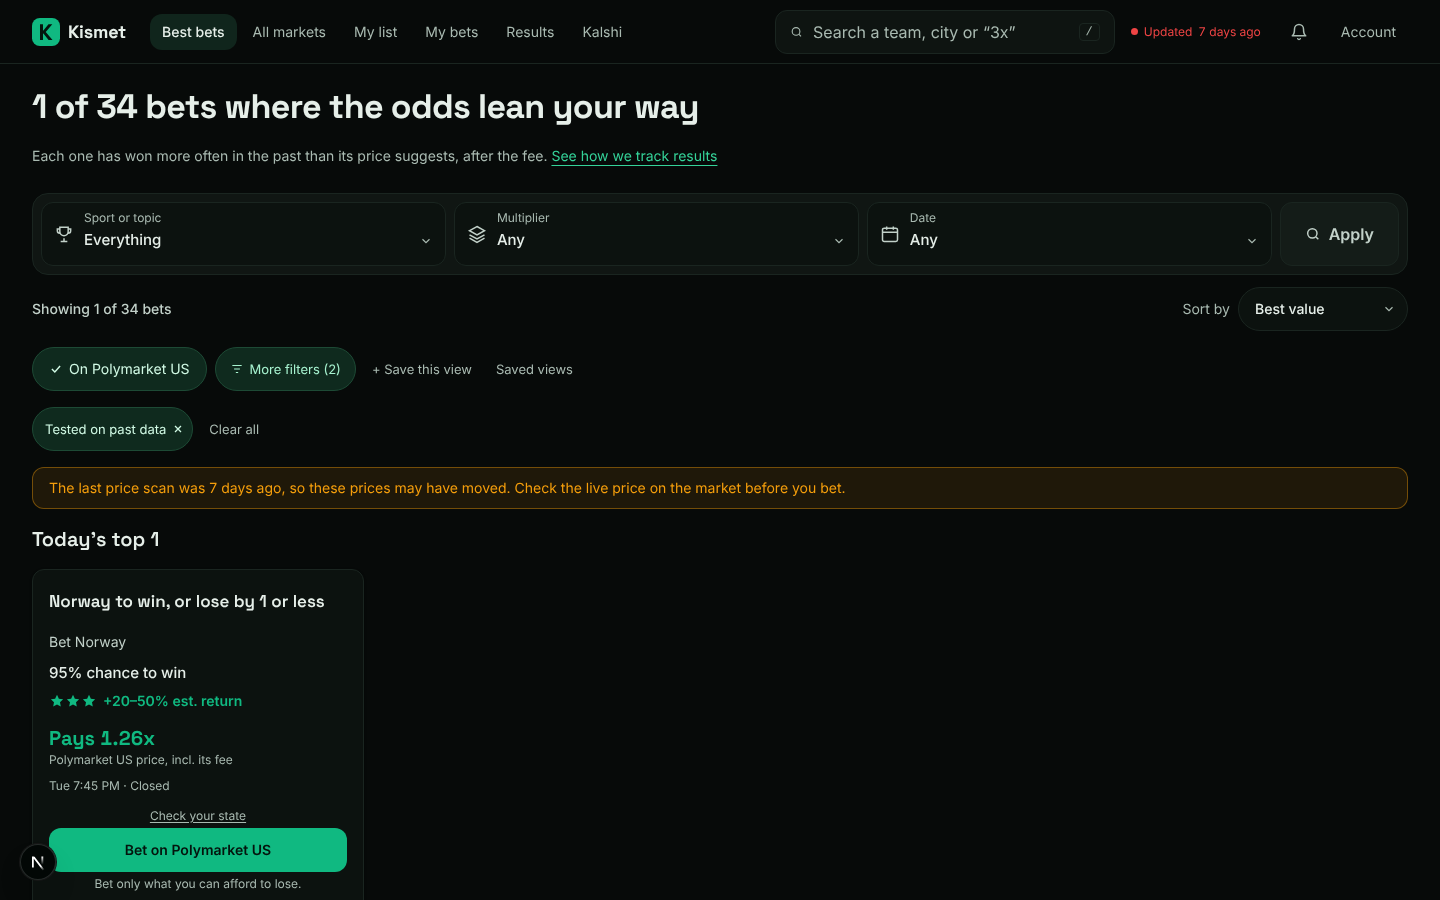 K Kismet
Best bets
All markets
My list
My bets
Results
Kalshi
Search a team, city or “3x”
/
Updated 7 days ago
Account
1 of 34 bets where the odds lean your way
Each one has won more often in the past than its price suggests, after the fee. See how we track results
Sport or topic
Everything
Multiplier
Any
Date
Any
Apply
Showing 1 of 34 bets
Sort by
Best value
On Polymarket US
More filters (2)
+ Save this view
Saved views
Tested on past data ×
Clear all
The last price scan was 7 days ago, so these prices may have moved. Check the live price on the market before you bet.
Today’s top 1
Norway to win, or lose by 1 or less
Bet Norway
95% chance to win
+20–50% est. return
Pays 1.26x
Polymarket US price, incl. its fee
Tue 7:45 PM · Closed
Check your state
Bet on Polymarket US
N
Bet only what you can afford to lose.